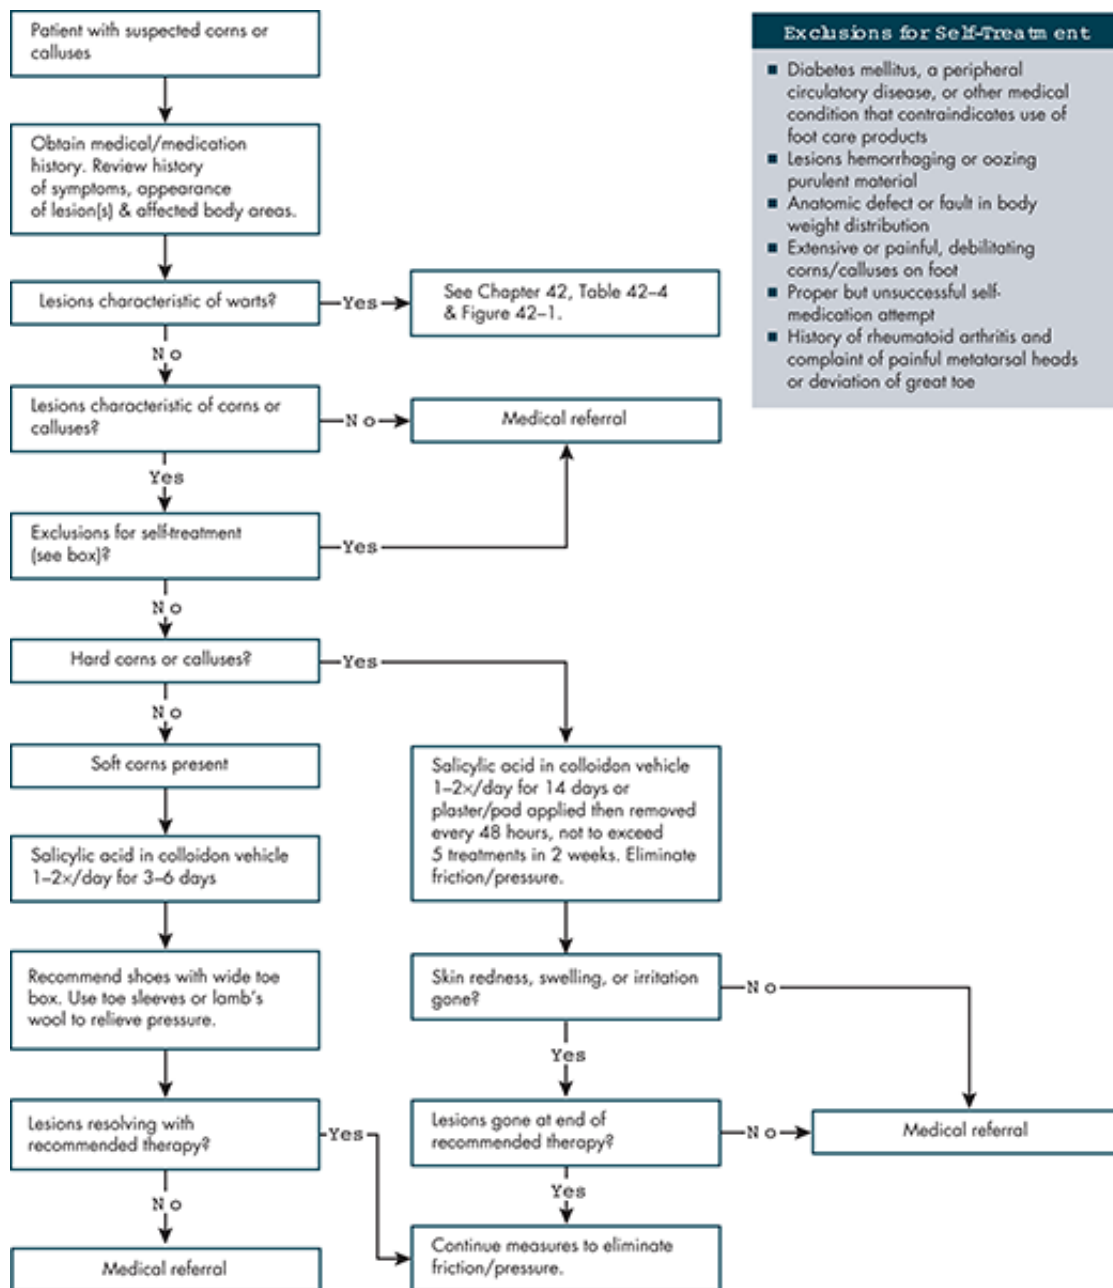 Patient with suspected corns or
calluses
Obtain medical/medication
history. Review history
of symptoms, appearance
of lesion(s) & affected body areas.
Lesions characteristic of warts?
Yes
See Chapter 42, Table 42–4
& Figure 42–1.
No
Lesions characteristic of corns or
calluses?
No
Medical referral
Yes
Exclusions for self-treatment
(see box)?
Yes
No
Hard corns or calluses?
Yes
No
Soft corns present
Salicylic acid in colloidon vehicle
1–2×/day for 3–6 days
Recommend shoes with wide toe
box. Use toe sleeves or lamb's
wool to relieve pressure.
Lesions resolving with
recommended therapy?
Yes
No
Medical referral
Salicylic acid in colloidon vehicle
1–2×/day for 14 days or
plaster/pad applied then removed
every 48 hours, not to exceed
5 treatments in 2 weeks. Eliminate
friction/pressure.
Skin redness, swelling, or irritation
gone?
No
Yes
Lesions gone at end of
recommended therapy?
No
Medical referral
Yes
Continue measures to eliminate
friction/pressure.
Exclusions for Self-Treatment
■ Diabetes mellitus, a peripheral
circulatory disease, or other medical
condition that contraindicates use of
foot care products
■ Lesions hemorrhaging or oozing
purulent material
■ Anatomic defect or fault in body
weight distribution
■ Extensive or painful, debilitating
corns/calluses on foot
■ Proper but unsuccessful self-
medication attempt
■ History of rheumatoid arthritis and
complaint of painful metatarsal heads
or deviation of great toe